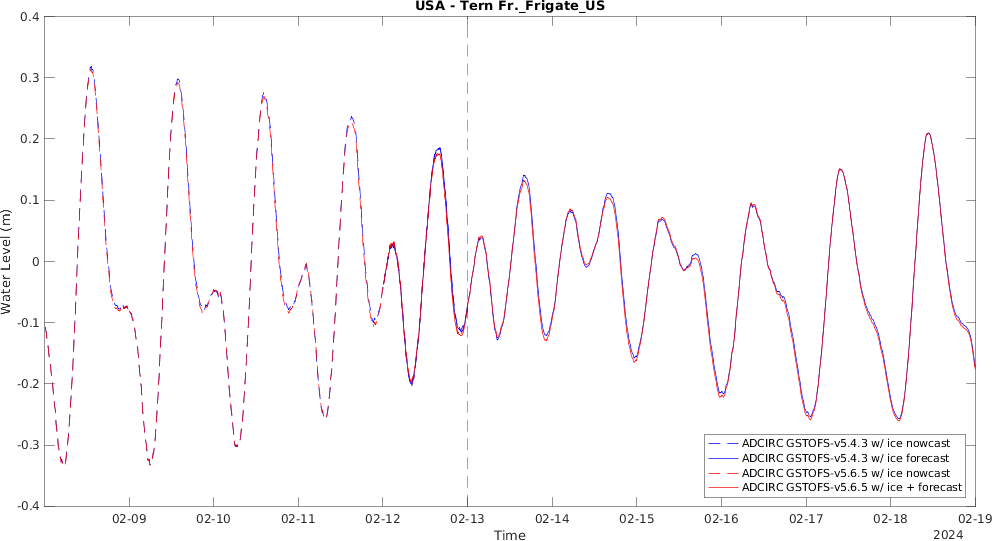 USA - Tern Fr._Frigate_US
0.4
0.3
0.2
0.1
0
-0.1
-0.2
-0.3
-0.4
Water Level (m)
ADCIRC GSTOFS-v5.4.3 w/ ice nowcast
ADCIRC GSTOFS-v5.4.3 w/ ice forecast
ADCIRC GSTOFS-v5.6.5 w/ ice nowcast
ADCIRC GSTOFS-v5.6.5 w/ ice + forecast
02-09 02-10 02-11 02-12 02-13 02-14 02-15 02-16 02-17 02-18 02-19
Time
2024